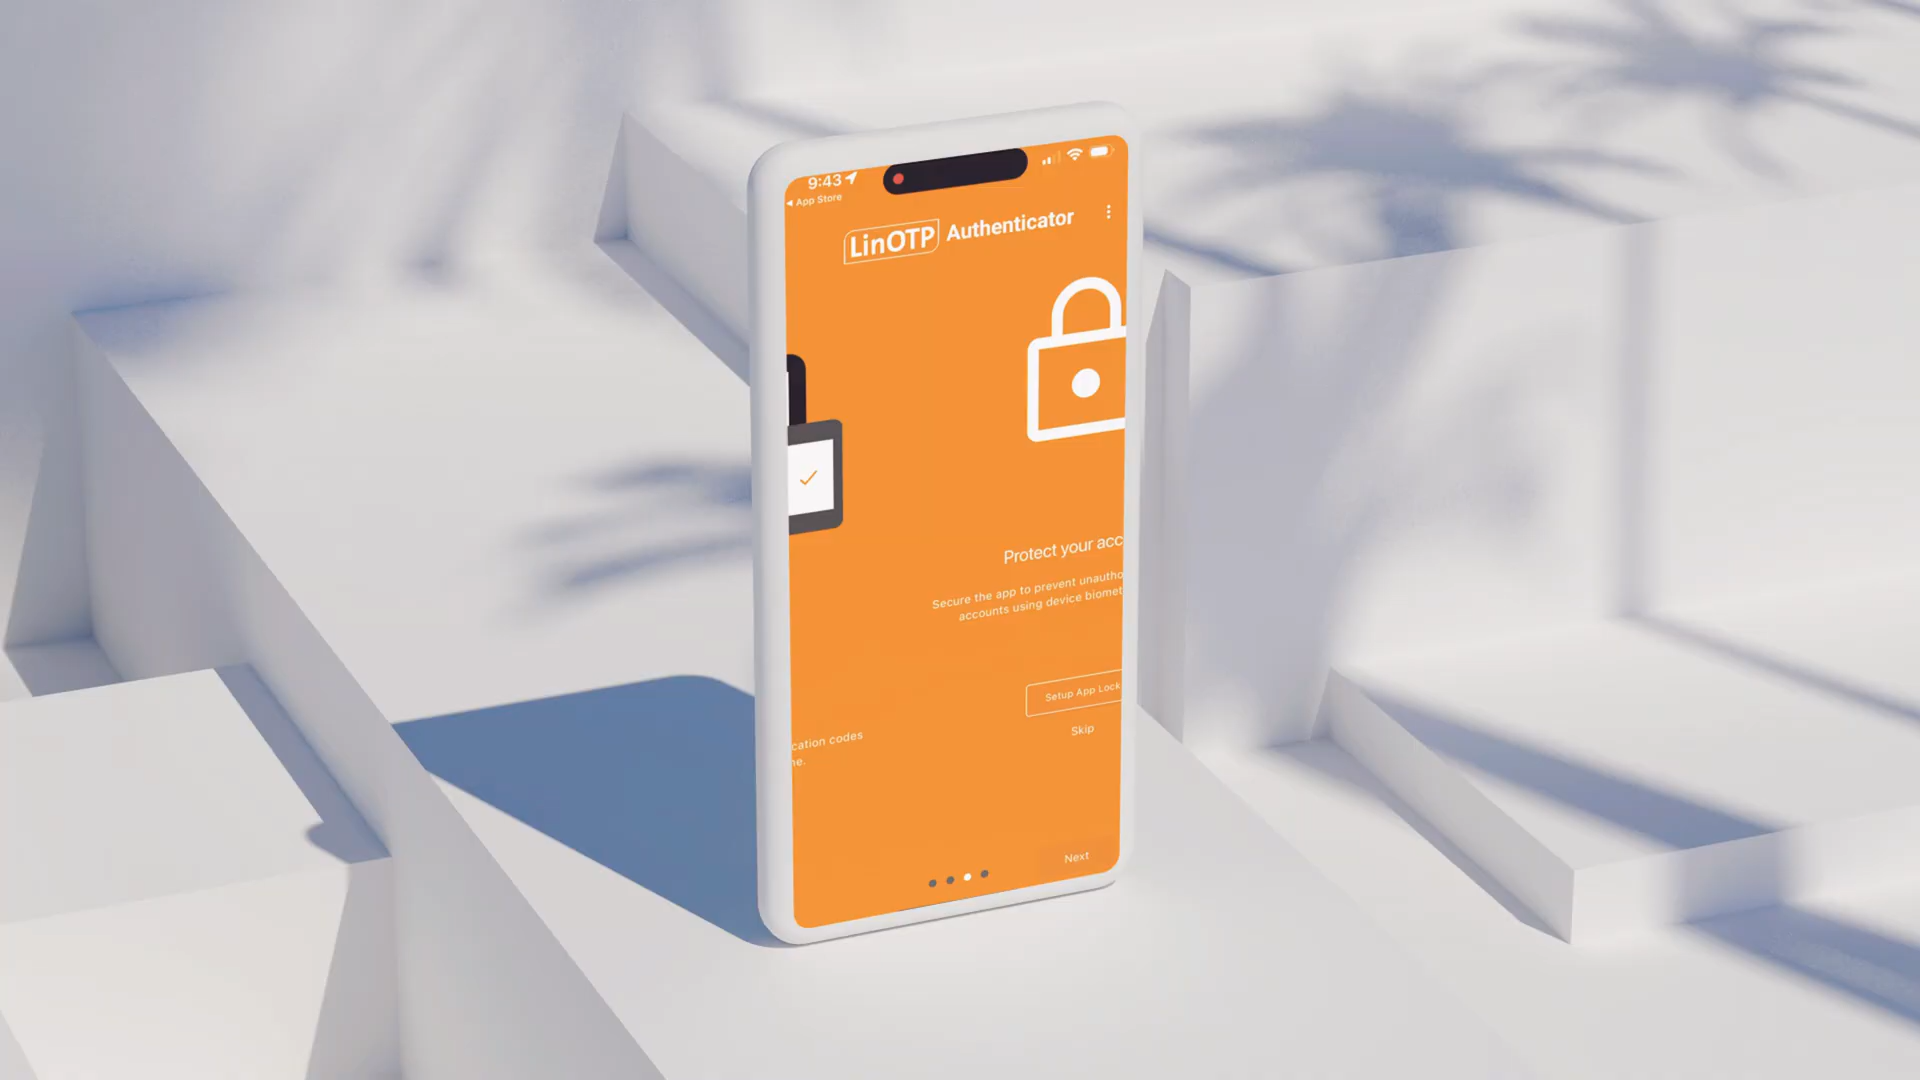 9:43
◀ App Store
LinOTP Authenticator
Protect your acc
Secure the app to prevent unautho
accounts using device biomet
Setup App Lock
Skip
cation codes
ne.
Next